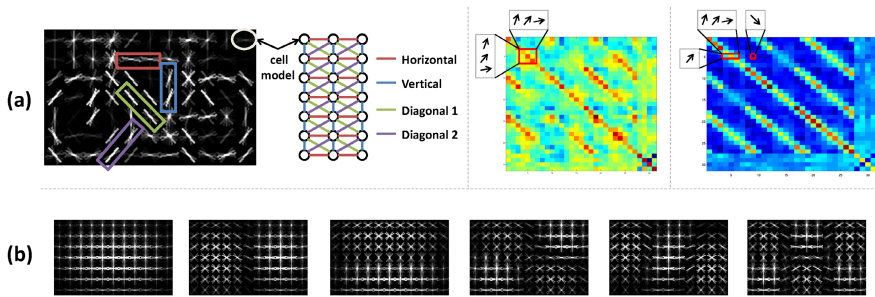 (a)
cell
model
Horizontal
Vertical
Diagonal 1
Diagonal 2
(b)